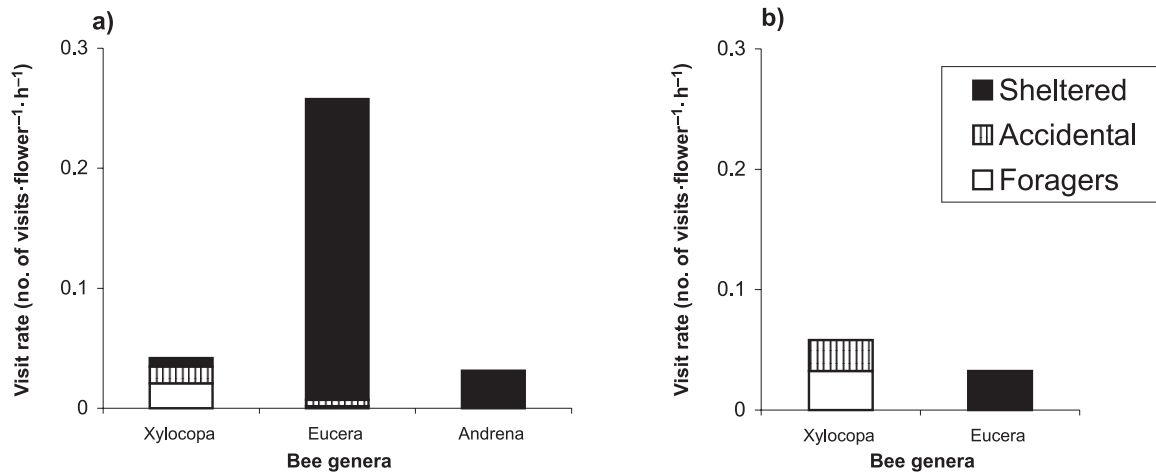 a)
Visit rate (no. of visits·flower⁻¹·h⁻¹)
0.3
0.2
0.1
0
Xylocopa Eucera Andrena
Bee genera
b)
Visit rate (no. of visits·flower⁻¹·h⁻¹)
0.3
0.2
0.1
0
Xylocopa Eucera
Bee genera
Sheltered
Accidental
Foragers